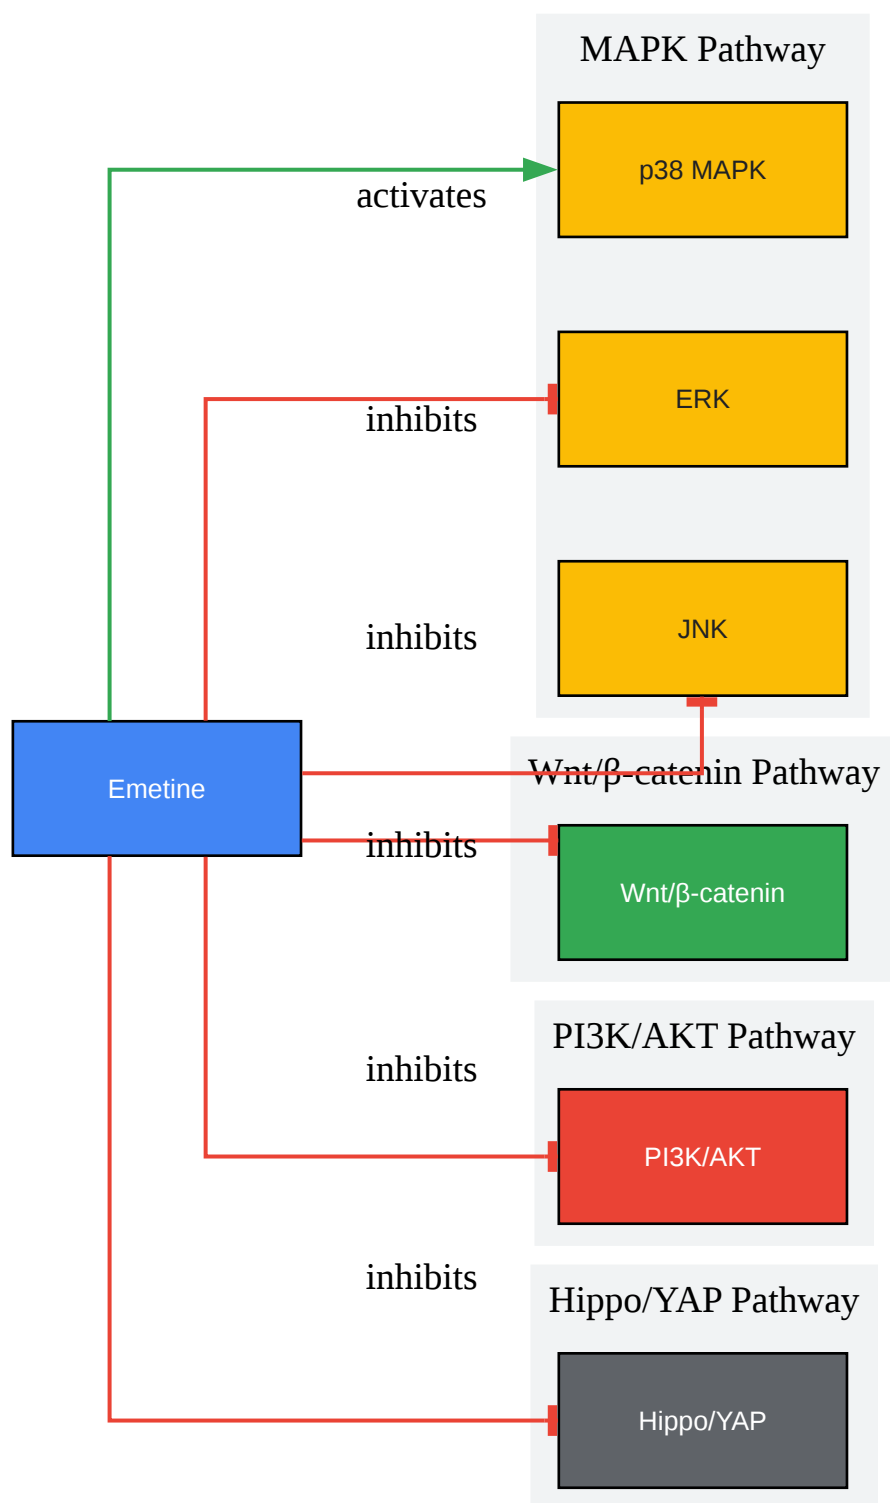 MAPK Pathway
p38 MAPK
activates
ERK
inhibits
JNK
inhibits
Wnt/β-catenin Pathway
Emetine
inhibits
Wnt/β-catenin
PI3K/AKT Pathway
inhibits
PI3K/AKT
inhibits
Hippo/YAP Pathway
Hippo/YAP